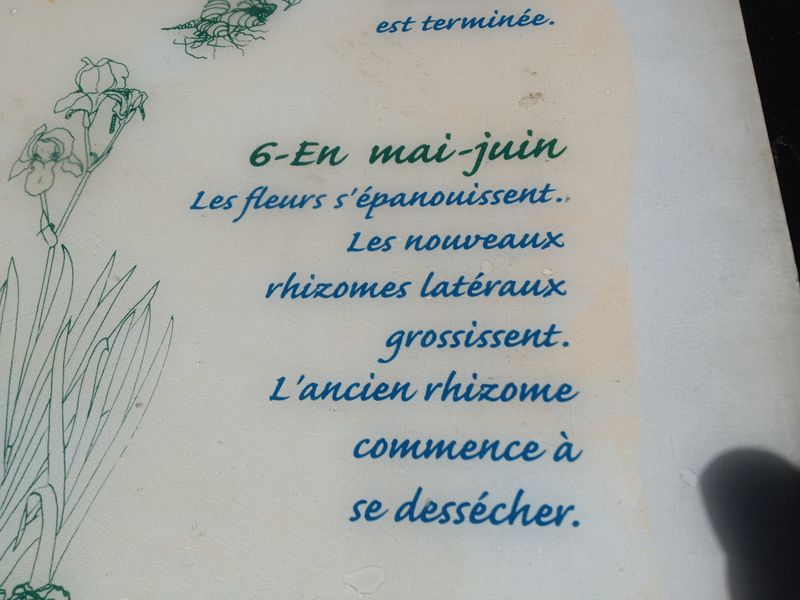 est terminée.
6-En mai-juin
Les fleurs s'épanouissent.
Les nouveaux
rhizomes latéraux
grossissent.
L'ancien rhizome
commence à
se dessécher.